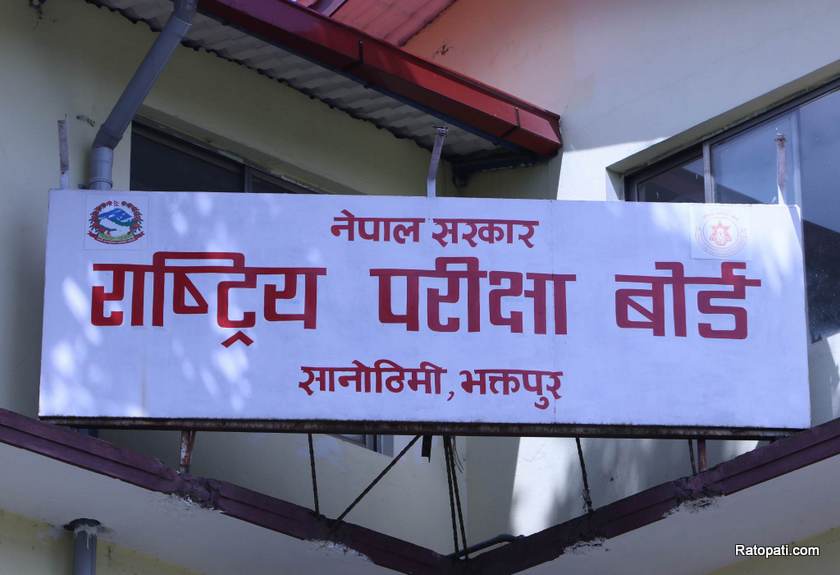 नेपाल सरकार
राष्ट्रिय परीक्षा बोर्ड
सानोठिमी, भक्तपुर
Ratopati.com